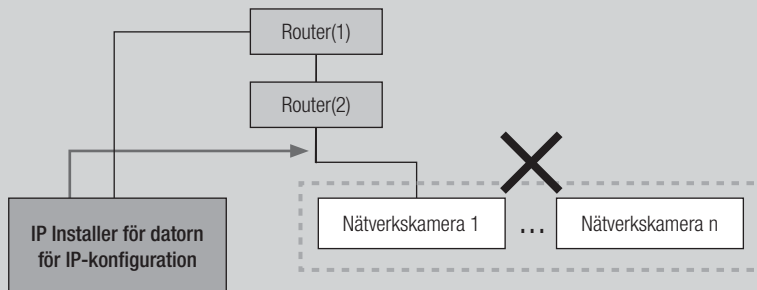 Router(1)
Router(2)
IP Installer för datorn
för IP-konfiguration
Nätverkskamera 1
...
Nätverkskamera n